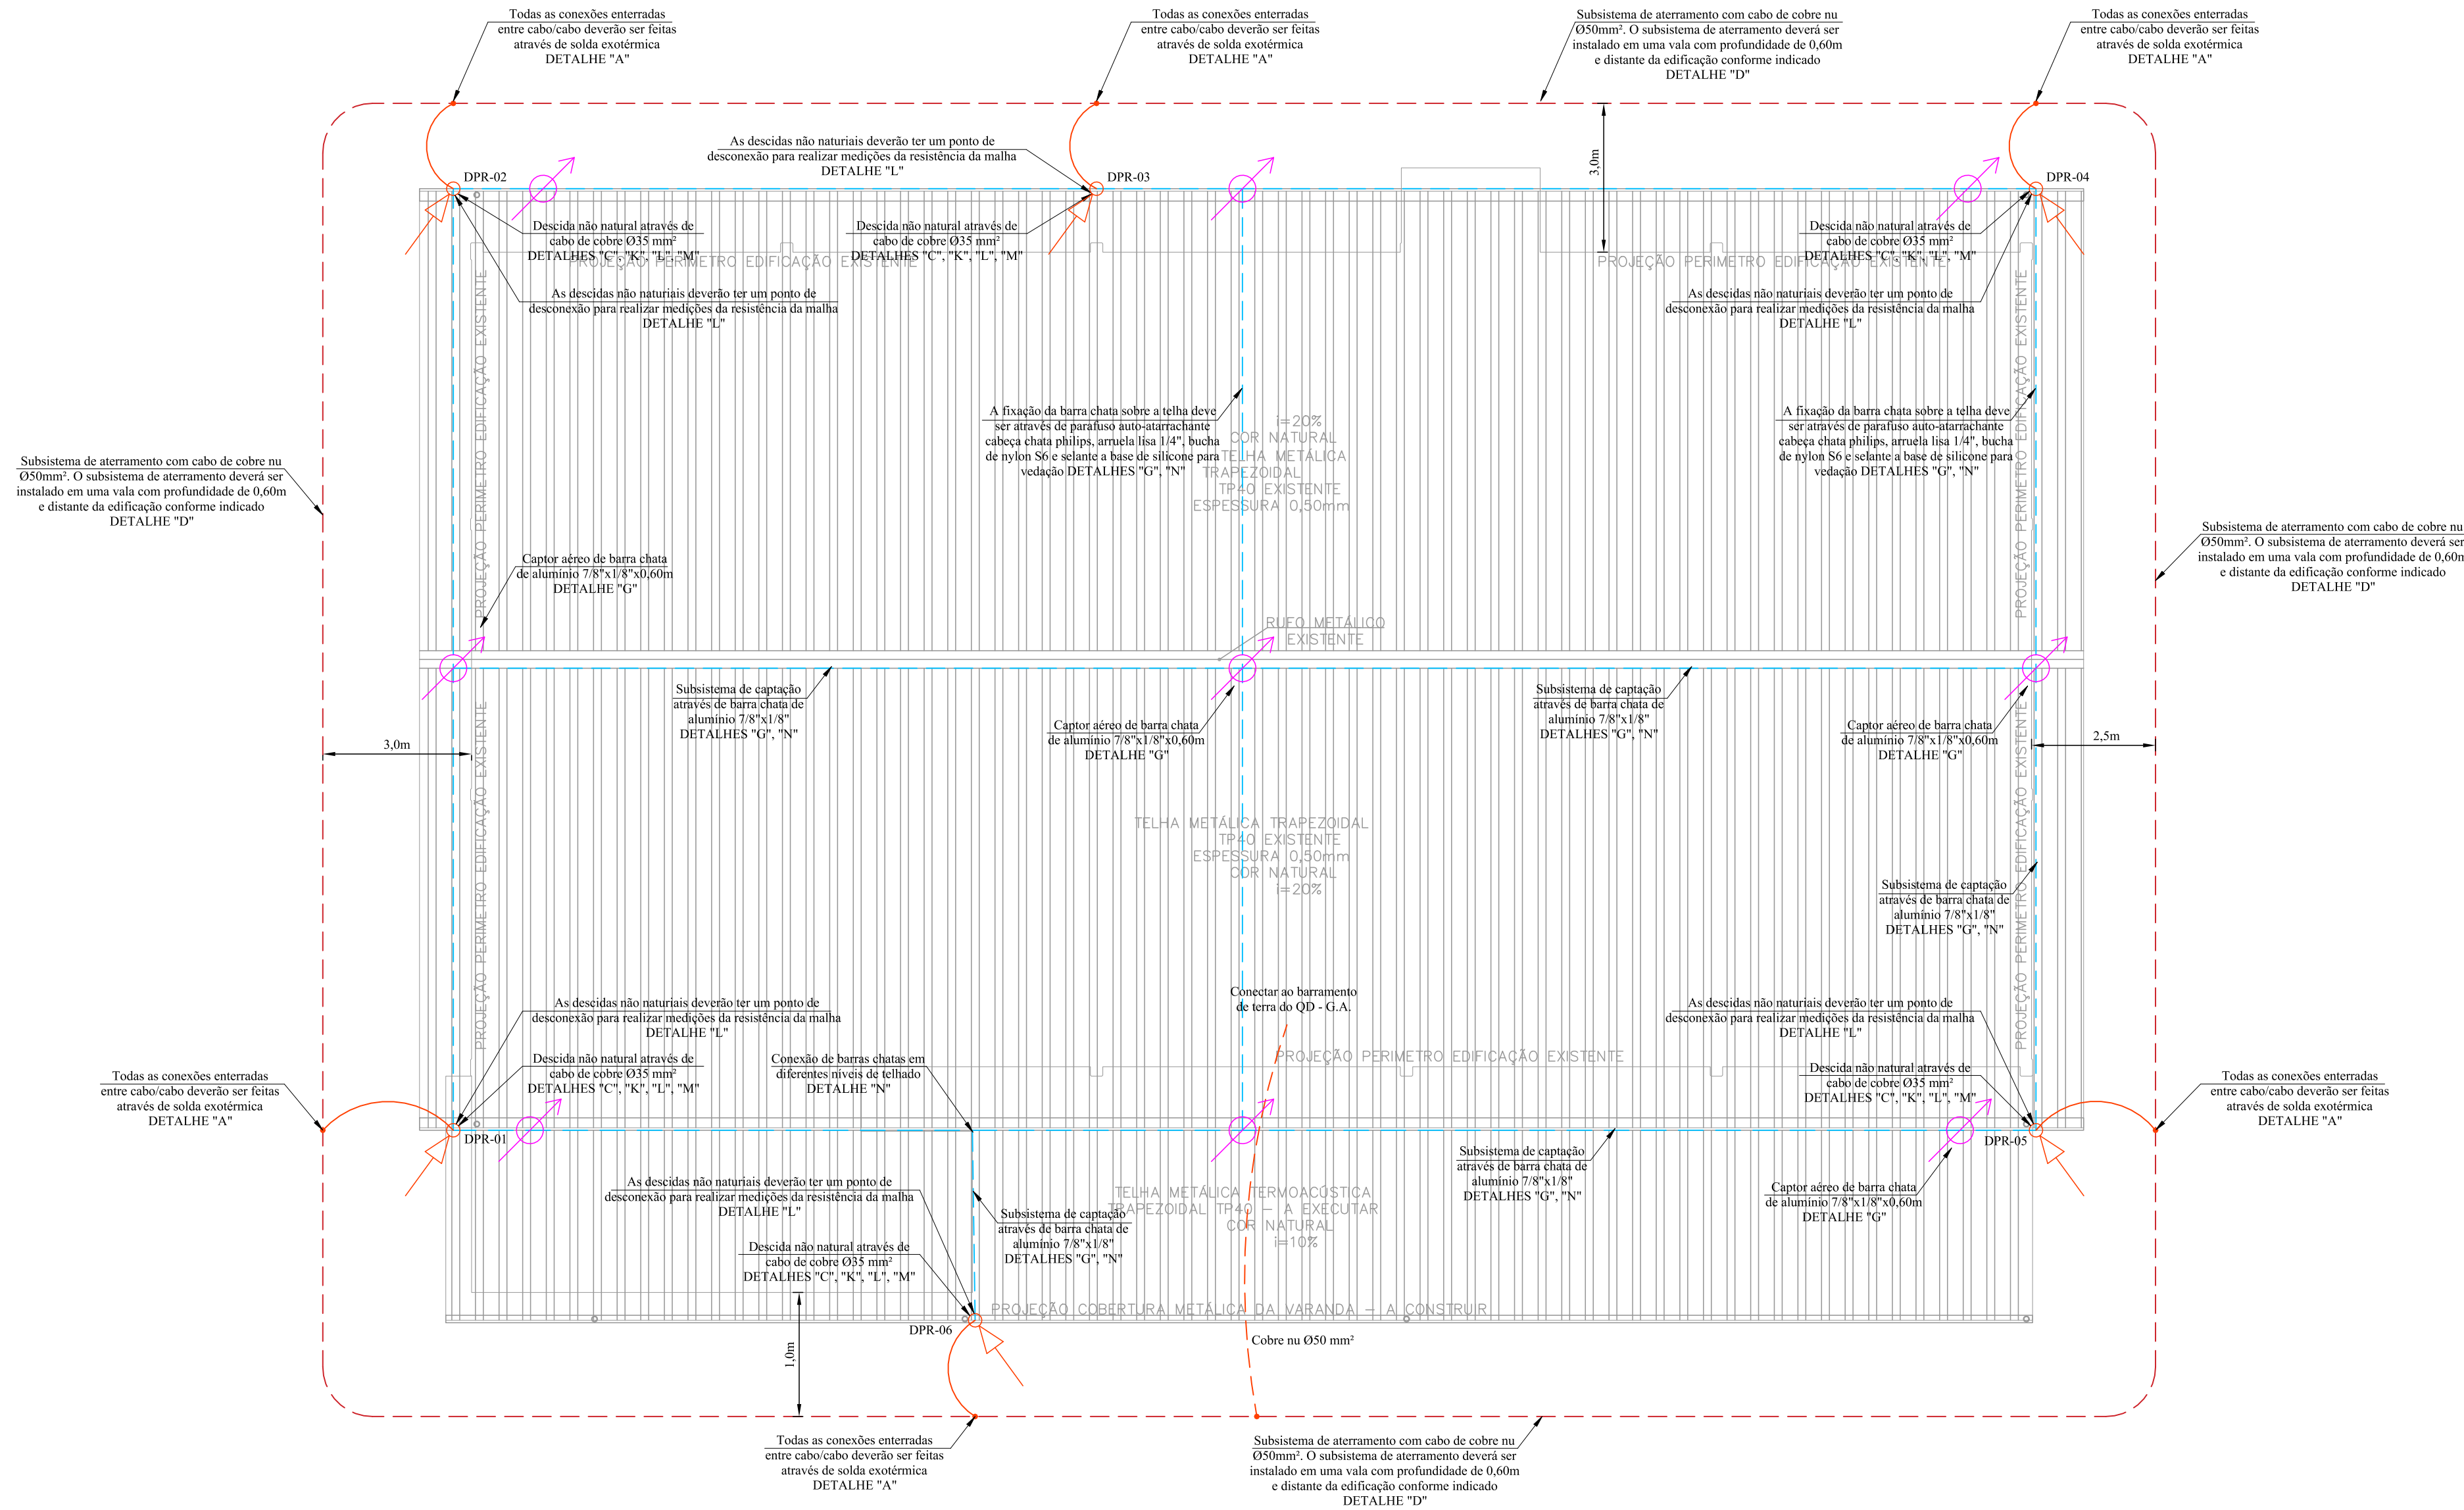 Todas as conexões enterradas
entre cabo/cabo deverão ser feitas
através de solda exotérmica
DETALHE "A"
Todas as conexões enterradas
entre cabo/cabo deverão ser feitas
através de solda exotérmica
DETALHE "A"
Subsistema de aterramento com cabo de cobre nu
Ø50mm². O subsistema de aterramento deverá ser
instalado em uma vala com profundidade de 0,60m
e distante da edificação conforme indicado
DETALHE "D"
Todas as conexões enterradas
entre cabo/cabo deverão ser feitas
através de solda exotérmica
DETALHE "A"
As descidas não naturiais deverão ter um ponto de
desconexão para realizar medições da resistência da malha
DETALHE "L"
3,0m
DPR-02
DPR-03
DPR-04
Descida não natural através de
cabo de cobre Ø35 mm²
DETALHES "C", "K", "L", "M"
Descida não natural através de
cabo de cobre Ø35 mm²
DETALHES "C", "K", "L", "M"
Descida não natural através de
cabo de cobre Ø35 mm²
DETALHES "C", "K", "L", "M"
PROJEÇÃO PERIMETRO EDIFICAÇÃO EXISTENTE
PROJEÇÃO PERIMETRO EDIFICAÇÃO EXISTENTE
As descidas não naturiais deverão ter um ponto de
desconexão para realizar medições da resistência da malha
DETALHE "L"
As descidas não naturiais deverão ter um ponto de
desconexão para realizar medições da resistência da malha
DETALHE "L"
PROJEÇÃO PERIMETRO EDIFICAÇÃO EXISTENTE
PROJEÇÃO PERIMETRO EDIFICAÇÃO EXISTENTE
A fixação da barra chata sobre a telha deve
ser através de parafuso auto-atarrachante
cabeça chata philips, arruela lisa 1/4", bucha
de nylon S6 e selante a base de silicone para
vedação DETALHES "G", "N"
i=20%
COR NATURAL
TELHA METÁLICA
TRAPEZOIDAL
TP40 EXISTENTE
ESPESSURA 0,50mm
A fixação da barra chata sobre a telha deve
ser através de parafuso auto-atarrachante
cabeça chata philips, arruela lisa 1/4", bucha
de nylon S6 e selante a base de silicone para
vedação DETALHES "G", "N"
Subsistema de aterramento com cabo de cobre nu
Ø50mm². O subsistema de aterramento deverá ser
instalado em uma vala com profundidade de 0,60m
e distante da edificação conforme indicado
DETALHE "D"
Subsistema de aterramento com cabo de cobre nu
Ø50mm². O subsistema de aterramento deverá ser
instalado em uma vala com profundidade de 0,60m
e distante da edificação conforme indicado
DETALHE "D"
Captor aéreo de barra chata
de alumínio 7/8"x1/8"x0,60m
DETALHE "G"
RUFO METÁLICO
EXISTENTE
Subsistema de captação
através de barra chata de
alumínio 7/8"x1/8"
DETALHES "G", "N"
Captor aéreo de barra chata
de alumínio 7/8"x1/8"x0,60m
DETALHE "G"
Subsistema de captação
através de barra chata de
alumínio 7/8"x1/8"
DETALHES "G", "N"
Captor aéreo de barra chata
de alumínio 7/8"x1/8"x0,60m
DETALHE "G"
3,0m
2,5m
PROJEÇÃO PERIMETRO EDIFICAÇÃO EXISTENTE
PROJEÇÃO PERIMETRO EDIFICAÇÃO EXISTENTE
TELHA METÁLICA TRAPEZOIDAL
TP40 EXISTENTE
ESPESSURA 0,50mm
COR NATURAL
i=20%
Subsistema de captação
através de barra chata de
alumínio 7/8"x1/8"
DETALHES "G", "N"
As descidas não naturiais deverão ter um ponto de
desconexão para realizar medições da resistência da malha
DETALHE "L"
Conectar ao barramento
de terra do QD - G.A.
As descidas não naturiais deverão ter um ponto de
desconexão para realizar medições da resistência da malha
DETALHE "L"
Todas as conexões enterradas
entre cabo/cabo deverão ser feitas
através de solda exotérmica
DETALHE "A"
Descida não natural através de
cabo de cobre Ø35 mm²
DETALHES "C", "K", "L", "M"
Conexão de barras chatas em
diferentes níveis de telhado
DETALHE "N"
PROJEÇÃO PERIMETRO EDIFICAÇÃO EXISTENTE
Descida não natural através de
cabo de cobre Ø35 mm²
DETALHES "C", "K", "L", "M"
Todas as conexões enterradas
entre cabo/cabo deverão ser feitas
através de solda exotérmica
DETALHE "A"
DPR-01
DPR-05
Subsistema de captação
através de barra chata de
alumínio 7/8"x1/8"
DETALHES "G", "N"
As descidas não naturiais deverão ter um ponto de
desconexão para realizar medições da resistência da malha
DETALHE "L"
TELHA METÁLICA TERMOACÚSTICA
TRAPEZOIDAL TP40 – A EXECUTAR
COR NATURAL
i=10%
Captor aéreo de barra chata
de alumínio 7/8"x1/8"x0,60m
DETALHE "G"
Subsistema de captação
através de barra chata de
alumínio 7/8"x1/8"
DETALHES "G", "N"
Descida não natural através de
cabo de cobre Ø35 mm²
DETALHES "C", "K", "L", "M"
PROJEÇÃO COBERTURA METÁLICA DA VARANDA – A CONSTRUIR
DPR-06
Cobre nu Ø50 mm²
1,0m
Todas as conexões enterradas
entre cabo/cabo deverão ser feitas
através de solda exotérmica
DETALHE "A"
Subsistema de aterramento com cabo de cobre nu
Ø50mm². O subsistema de aterramento deverá ser
instalado em uma vala com profundidade de 0,60m
e distante da edificação conforme indicado
DETALHE "D"